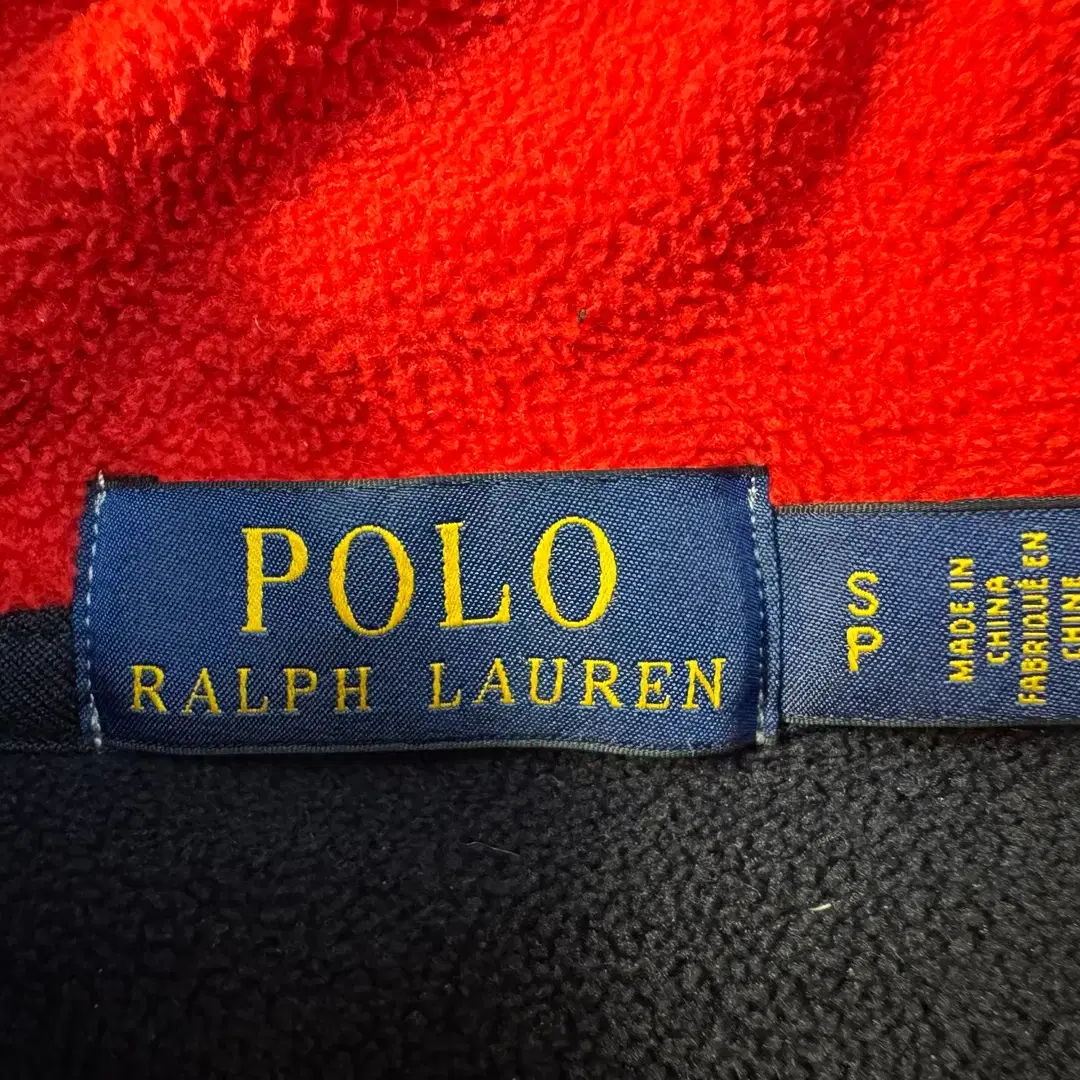 POLO
RALPH LAUREN
S
P
MADE IN
CHINA
FABRIQUÉ EN
CHINE